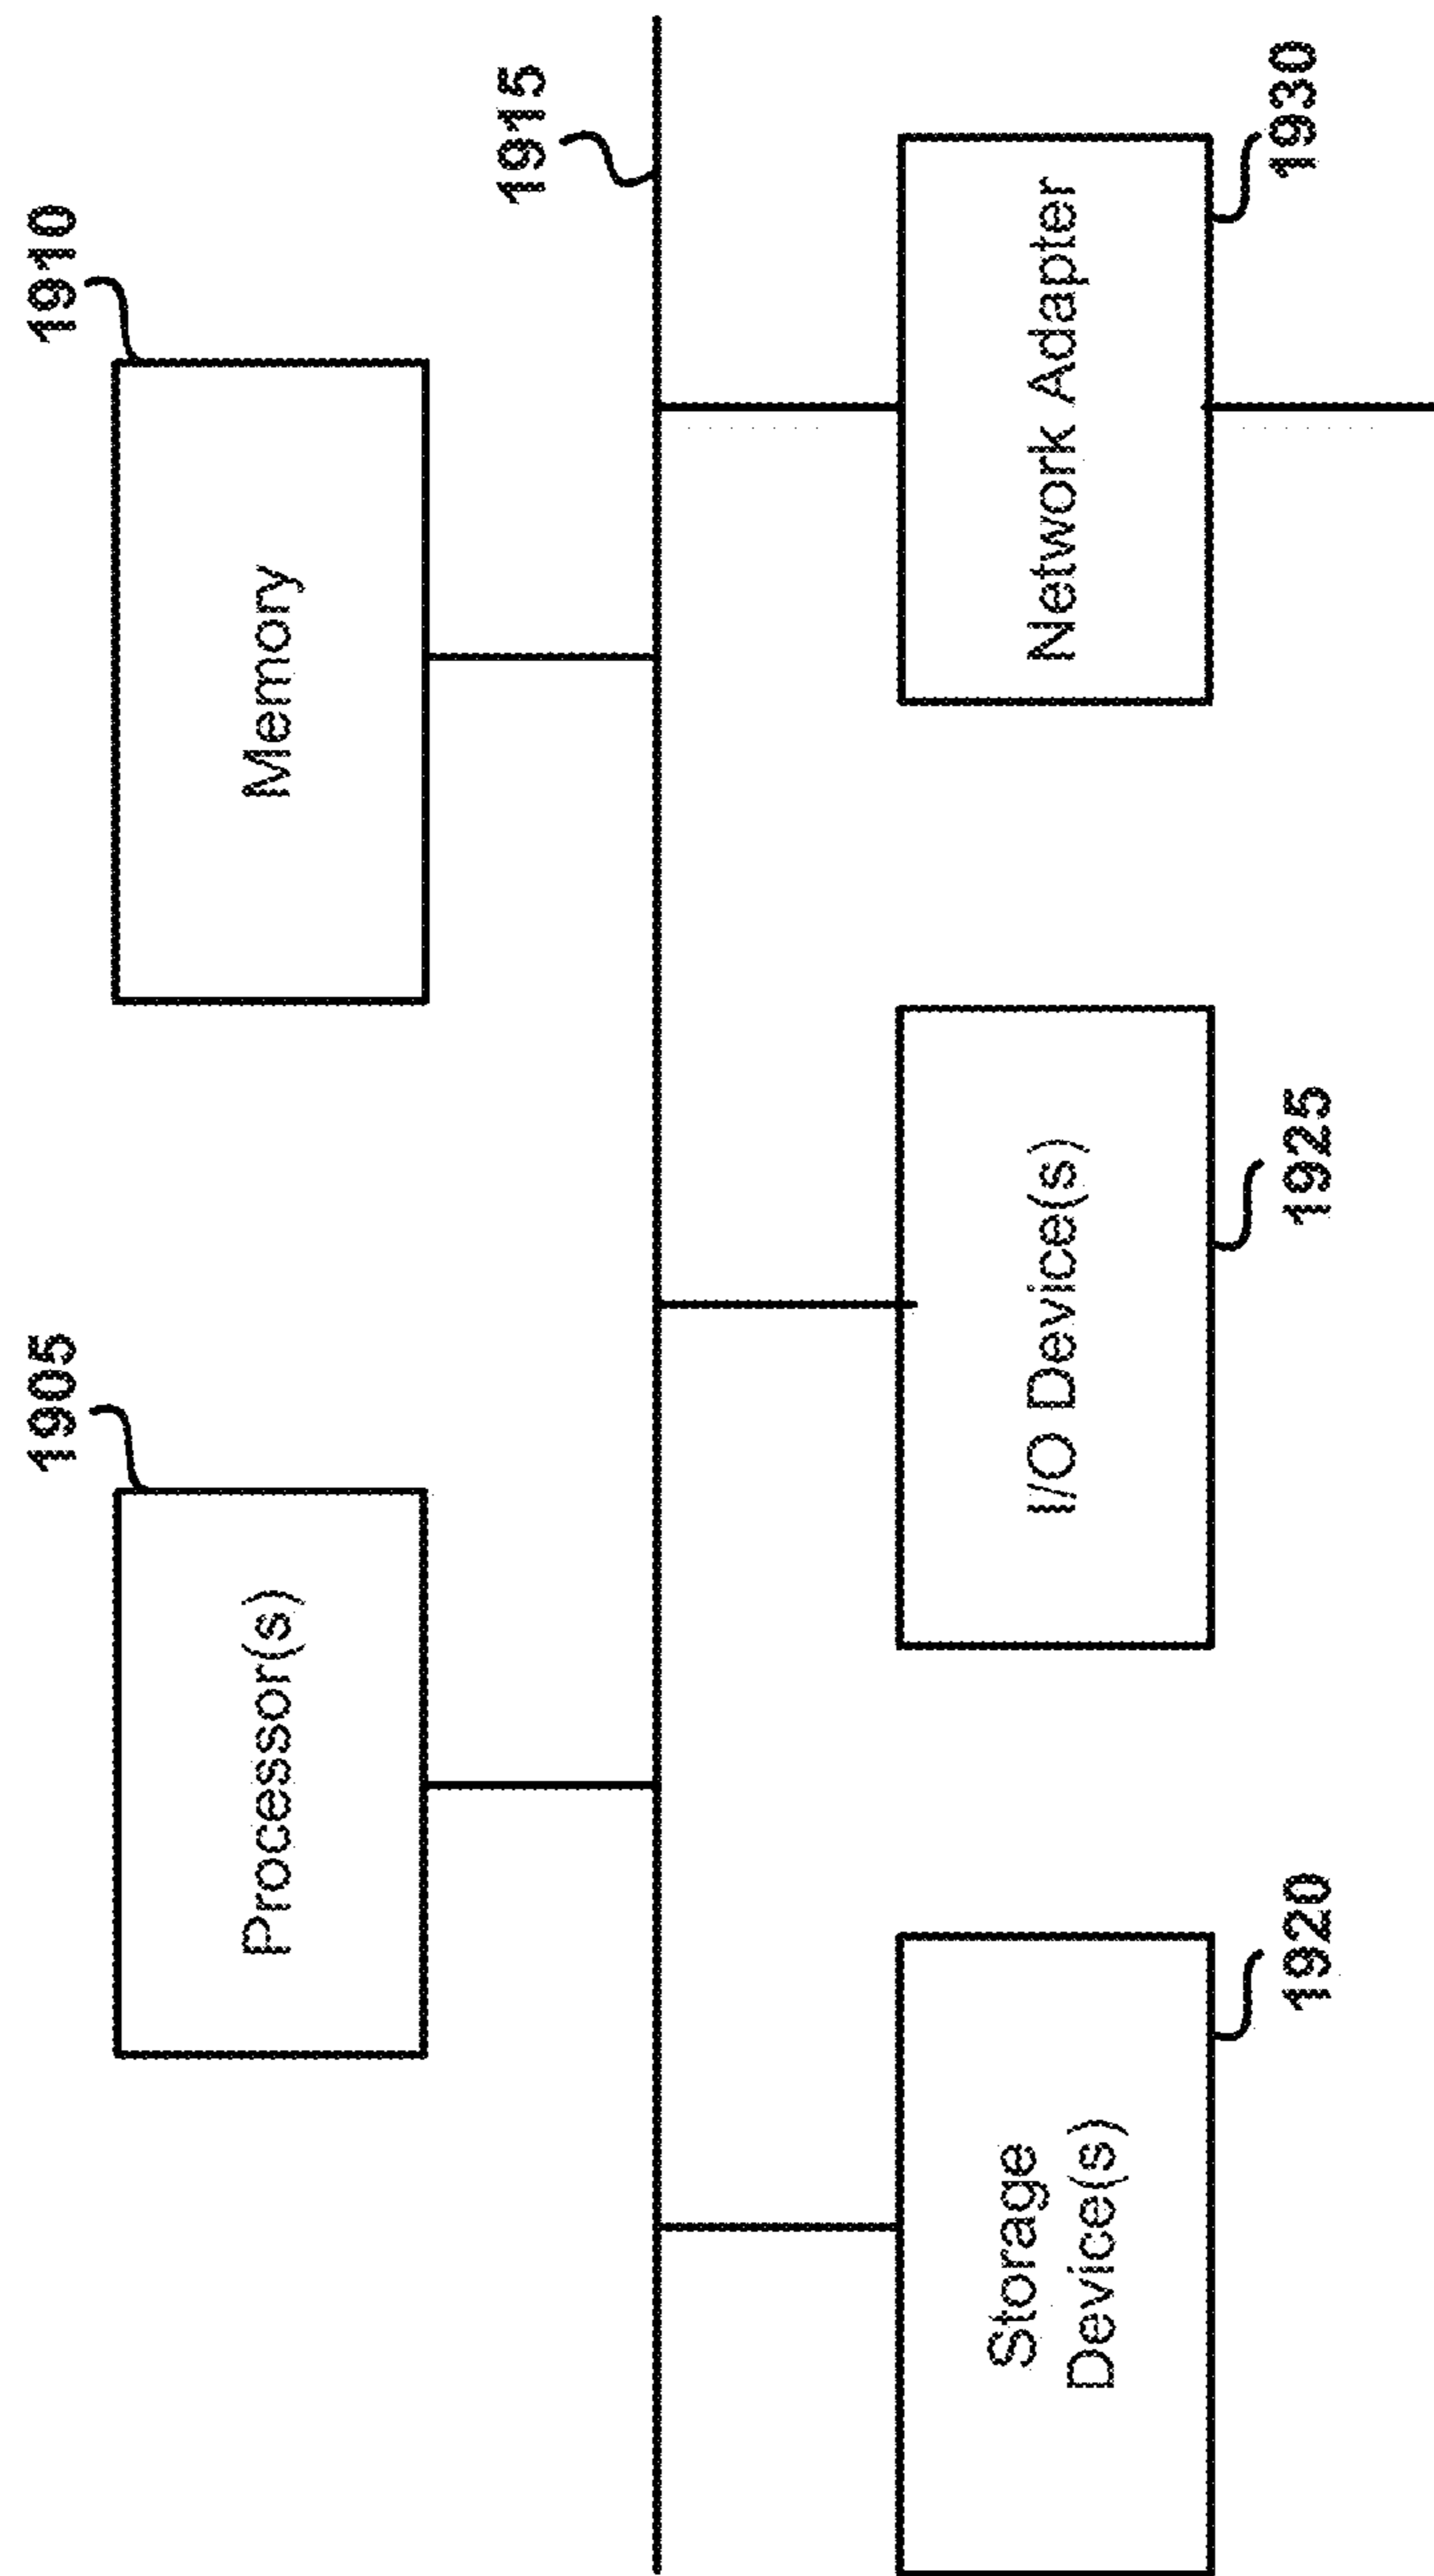 1905
Processor(s)
1910
Memory
1915
Storage
Device(s)
1920
I/O Device(s)
1925
Network Adapter
1930